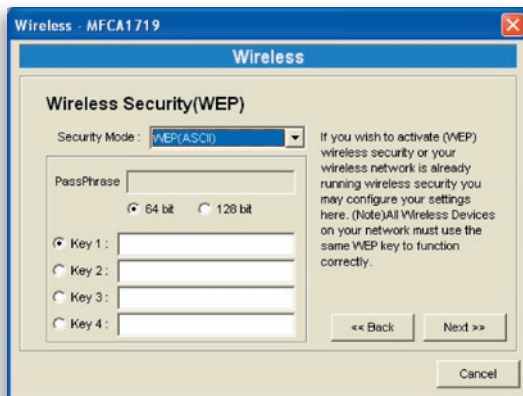 Wireless - MFCA1719
Wireless
Wireless Security(WEP)
Security Mode : WEP(ASCII)
If you wish to activate (WEP)
wireless security or your
wireless network is already
running wireless security you
may configure your settings
here. (Note)All Wireless Devices
on your network must use the
same WEP key to function
correctly.
PassPhrase
64 bit 128 bit
Key 1 :
Key 2 :
Key 3 :
Key 4 :
<< Back Next >>
Cancel